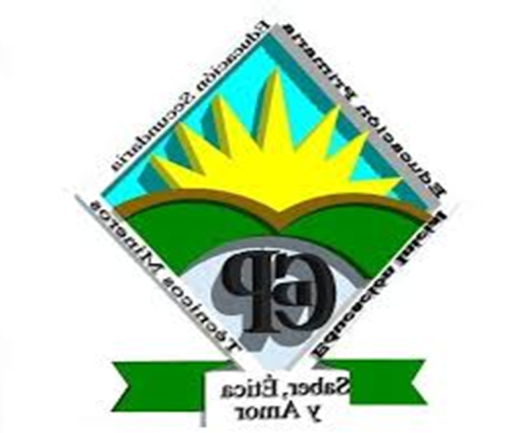 Educación Primaria
Educación Secundaria
Educación Inicial
Técnicos Mineros
Saber, Ética
y Amor